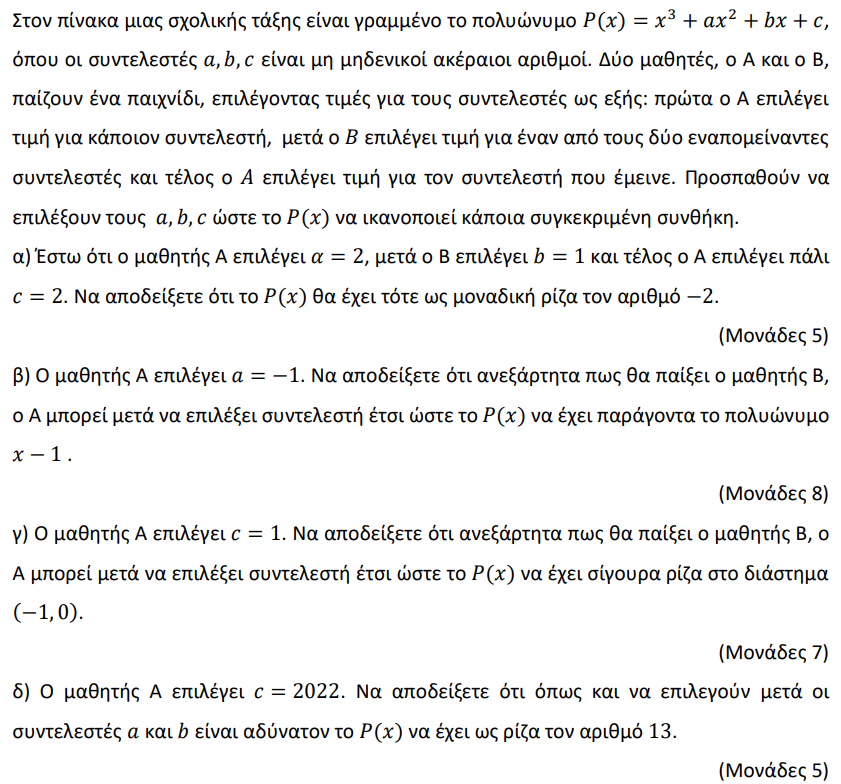 Στον πίνακα μιας σχολικής τάξης είναι γραμμένο το πολυώνυμο P(x) = x³ + ax² + bx + c,
όπου οι συντελεστές a, b, c είναι μη μηδενικοί ακέραιοι αριθμοί. Δύο μαθητές, ο Α και ο Β,
παίζουν ένα παιχνίδι, επιλέγοντας τιμές για τους συντελεστές ως εξής: πρώτα ο Α επιλέγει
τιμή για κάποιον συντελεστή, μετά ο B επιλέγει τιμή για έναν από τους δύο εναπομείναντες
συντελεστές και τέλος ο A επιλέγει τιμή για τον συντελεστή που έμεινε. Προσπαθούν να
επιλέξουν τους a, b, c ώστε το P(x) να ικανοποιεί κάποια συγκεκριμένη συνθήκη.
α) Έστω ότι ο μαθητής Α επιλέγει α = 2, μετά ο Β επιλέγει b = 1 και τέλος ο Α επιλέγει πάλι
c = 2. Να αποδείξετε ότι το P(x) θα έχει τότε ως μοναδική ρίζα τον αριθμό −2.
(Μονάδες 5)
β) Ο μαθητής Α επιλέγει a = −1. Να αποδείξετε ότι ανεξάρτητα πως θα παίξει ο μαθητής Β,
ο Α μπορεί μετά να επιλέξει συντελεστή έτσι ώστε το P(x) να έχει παράγοντα το πολυώνυμο
x − 1 .
(Μονάδες 8)
γ) Ο μαθητής Α επιλέγει c = 1. Να αποδείξετε ότι ανεξάρτητα πως θα παίξει ο μαθητής Β, ο
Α μπορεί μετά να επιλέξει συντελεστή έτσι ώστε το P(x) να έχει σίγουρα ρίζα στο διάστημα
(−1, 0).
(Μονάδες 7)
δ) Ο μαθητής Α επιλέγει c = 2022. Να αποδείξετε ότι όπως και να επιλεγούν μετά οι
συντελεστές a και b είναι αδύνατον το P(x) να έχει ως ρίζα τον αριθμό 13.
(Μονάδες 5)